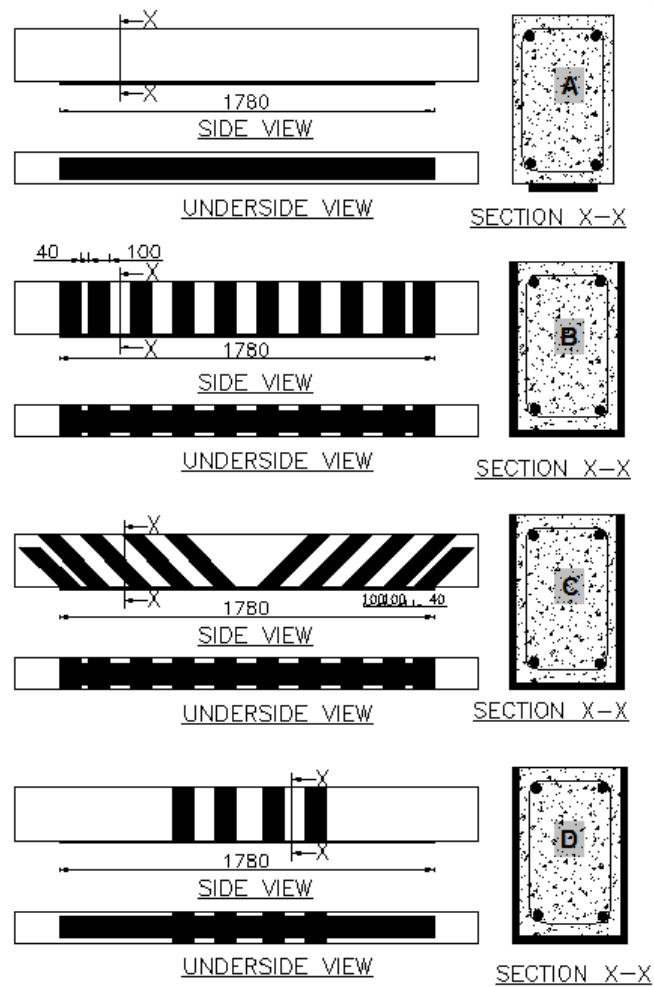 X
A
X
1780
SIDE VIEW
UNDERSIDE VIEW
SECTION X-X
40 100
X
B
X
1780
SIDE VIEW
UNDERSIDE VIEW
SECTION X-X
X
C
X
100 100 40
1780
SIDE VIEW
UNDERSIDE VIEW
SECTION X-X
X
D
X
1780
SIDE VIEW
UNDERSIDE VIEW
SECTION X-X